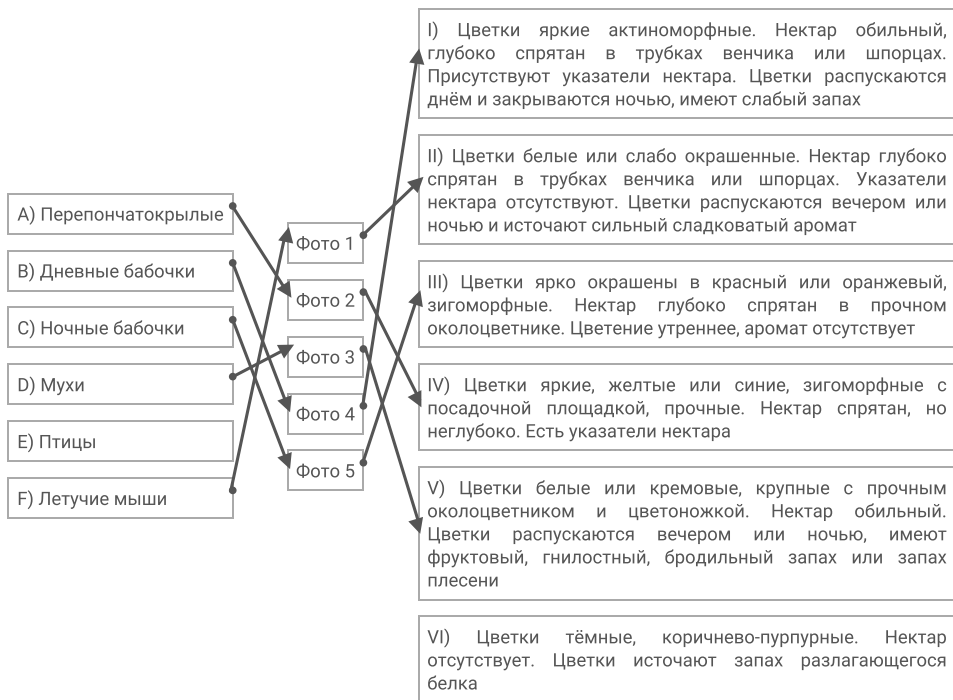 A) Перепончатокрылые
B) Дневные бабочки
C) Ночные бабочки
D) Мухи
E) Птицы
F) Летучие мыши
Фото 1
Фото 2
Фото 3
Фото 4
Фото 5
I) Цветки яркие актиноморфные. Нектар обильный,
глубоко спрятан в трубках венчика или шпорцах.
Присутствуют указатели нектара. Цветки распускаются
днём и закрываются ночью, имеют слабый запах
II) Цветки белые или слабо окрашенные. Нектар глубоко
спрятан в трубках венчика или шпорцах. Указатели
нектара отсутствуют. Цветки распускаются вечером или
ночью и источают сильный сладковатый аромат
III) Цветки ярко окрашены в красный или оранжевый,
зигоморфные. Нектар глубоко спрятан в прочном
околоцветнике. Цветение утреннее, аромат отсутствует
IV) Цветки яркие, желтые или синие, зигоморфные с
посадочной площадкой, прочные. Нектар спрятан, но
неглубоко. Есть указатели нектара
V) Цветки белые или кремовые, крупные с прочным
околоцветником и цветоножкой. Нектар обильный.
Цветки распускаются вечером или ночью, имеют
фруктовый, гнилостный, бродильный запах или запах
плесени
VI) Цветки тёмные, коричнево-пурпурные. Нектар
отсутствует. Цветки источают запах разлагающегося
белка